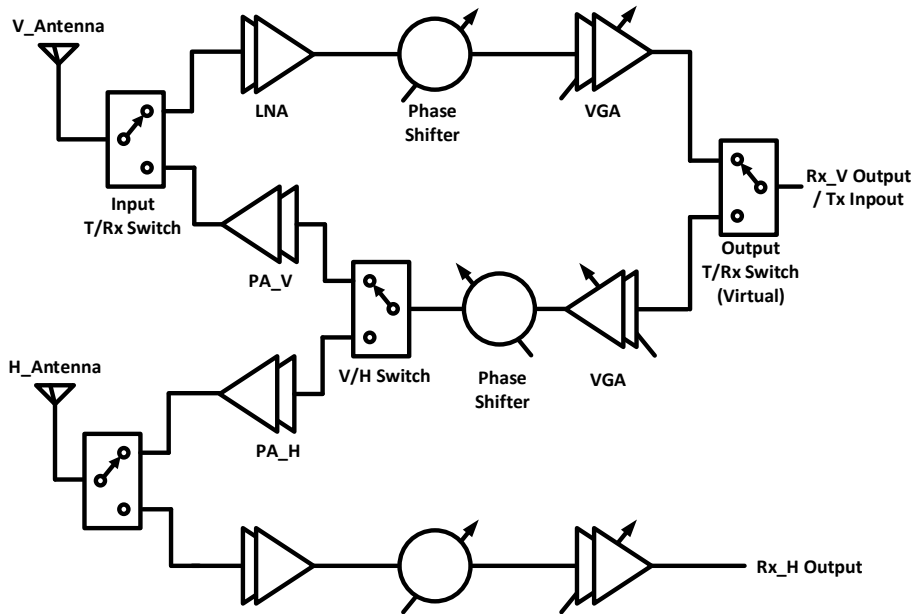 V_Antenna
LNA
Phase
Shifter
VGA
Input
T/Rx Switch
Rx_V Output
/ Tx Inpout
Output
T/Rx Switch
(Virtual)
PA_V
V/H Switch
Phase
Shifter
VGA
H_Antenna
PA_H
Rx_H Output